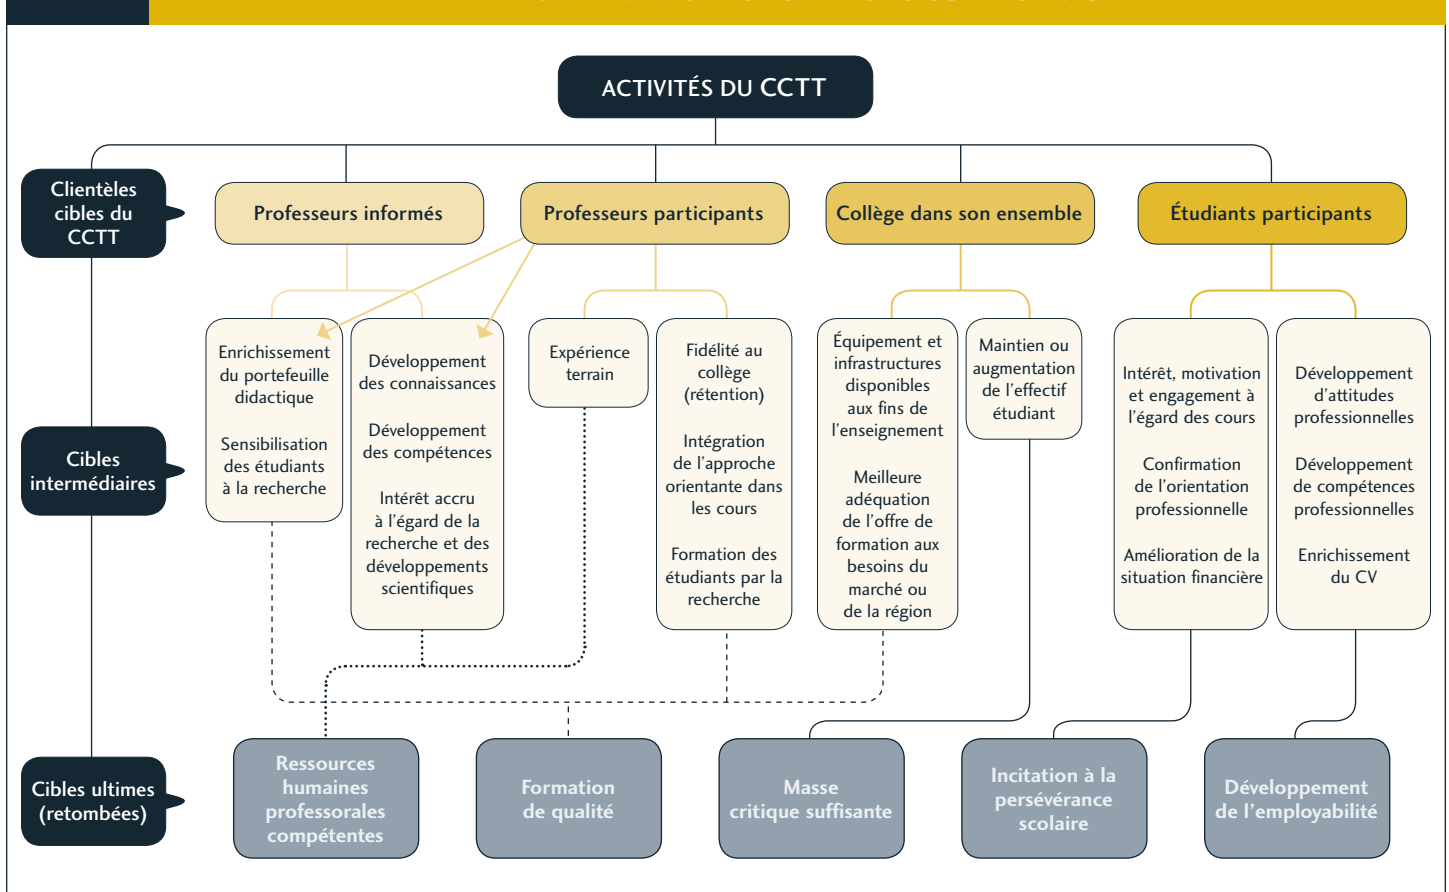 ACTIVITÉS DU CCTT
Clientèles
cibles du
CCTT
Professeurs informés
Professeurs participants
Collège dans son ensemble
Étudiants participants
Cibles
intermédiaires
Enrichissement
du portefeuille
didactique
Sensibilisation
des étudiants
à la recherche
Développement
des connaissances
Développement
des compétences
Intérêt accru
à l'égard de la
recherche et des
développements
scientifiques
Expérience
terrain
Fidélité au
collège
(rétention)
Intégration
de l'approche
orientante dans
les cours
Formation des
étudiants par la
recherche
Équipement et
infrastructures
disponibles
aux fins de
l'enseignement
Meilleure
adéquation
de l'offre de
formation aux
besoins du
marché ou
de la région
Maintien ou
augmentation
de l'effectif
étudiant
Intérêt, motivation
et engagement à
l'égard des cours
Confirmation
de l'orientation
professionnelle
Amélioration de la
situation financière
Développement
d'attitudes
professionnelles
Développement
de compétences
professionnelles
Enrichissement
du CV
Cibles ultimes
(retombées)
Ressources
humaines
professorales
compétentes
Formation
de qualité
Masse
critique suffisante
Incitation à la
persévérance
scolaire
Développement
de l'employabilité